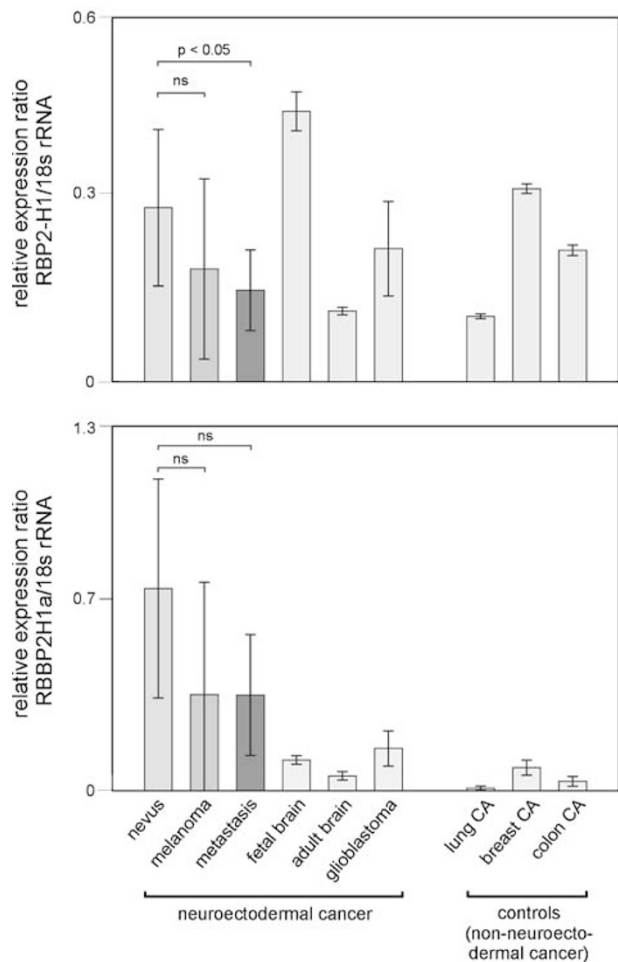 relative expression ratio
RBP2-H1/18s rRNA
0.6
0.3
0
p < 0.05
ns
relative expression ratio
RBBP2H1a/18s rRNA
1.3
0.7
0
ns
ns
nevus
melanoma
metastasis
fetal brain
adult brain
glioblastoma
lung CA
breast CA
colon CA
neuroectodermal cancer
controls
(non-neuroecto-
dermal cancer)